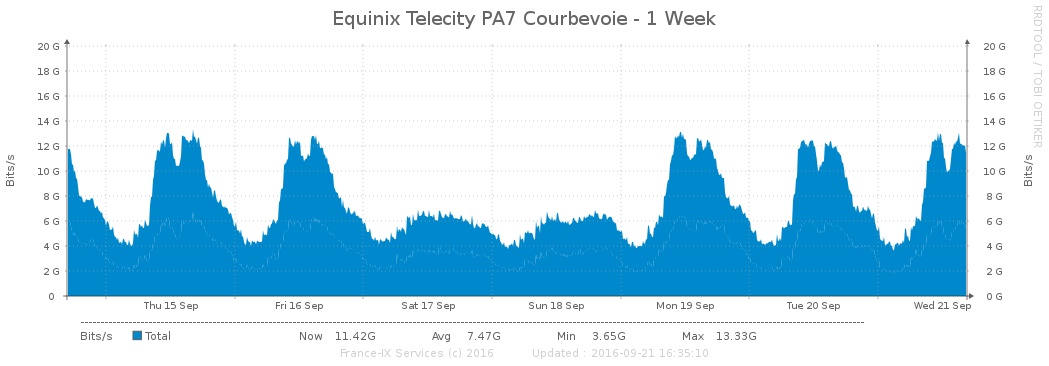 Equinix Telecity PA7 Courbevoie - 1 Week
RRDTOOL / TOBI OETIKER
Bits/s
Bits/s
20 G 20 G
18 G 18 G
16 G 16 G
14 G 14 G
12 G 12 G
10 G 10 G
8 G 8 G
6 G 6 G
4 G 4 G
2 G 2 G
0 0 G
Thu 15 Sep Fri 16 Sep Sat 17 Sep Sun 18 Sep Mon 19 Sep Tue 20 Sep Wed 21 Sep
Bits/s Total Now 11.42G Avg 7.47G Min 3.65G Max 13.33G
France-IX Services (c) 2016 Updated : 2016-09-21 16:35:10